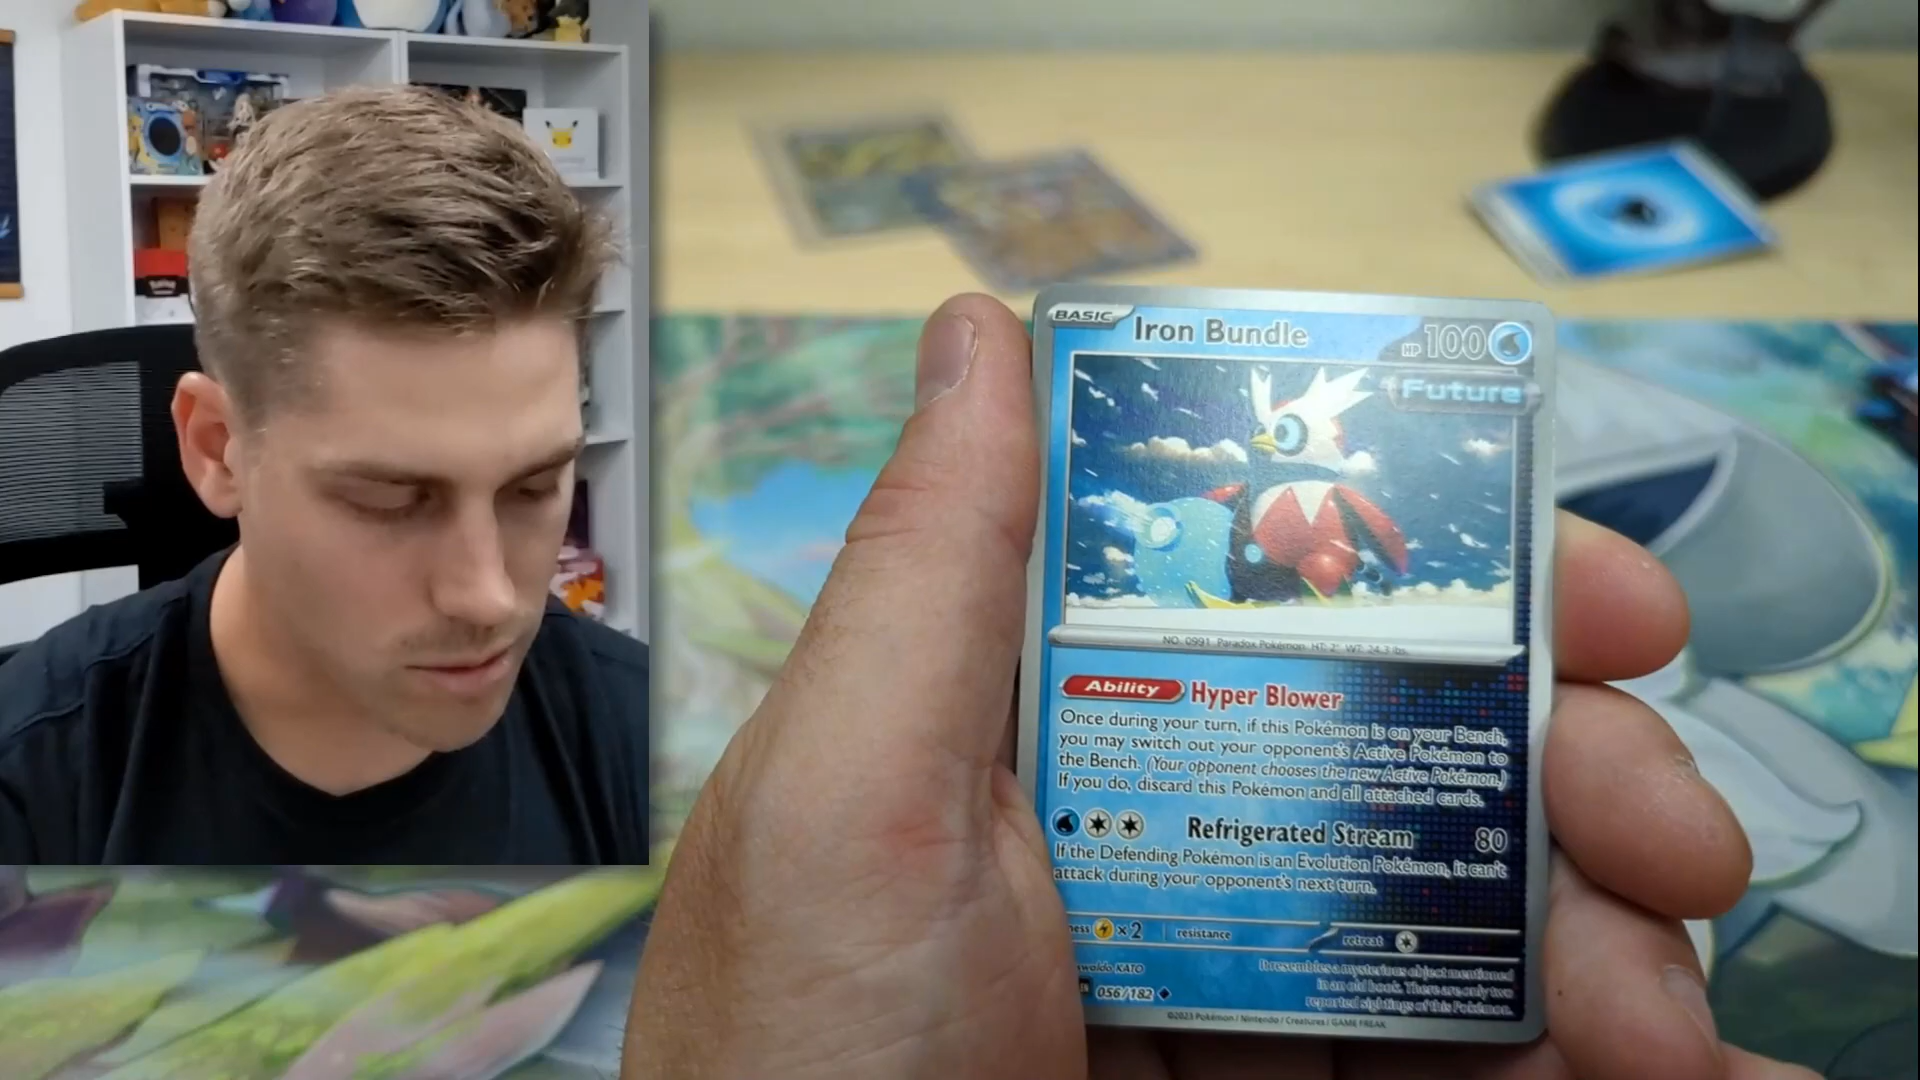 BASIC Iron Bundle HP 100
Future
NO. 0991 Paradox Pokémon HT: 2' WT: 24.3 lbs.
Ability Hyper Blower
Once during your turn, if this Pokémon is on your Bench,
you may switch out your opponent's Active Pokémon to
the Bench. (Your opponent chooses the new Active Pokémon.)
If you do, discard this Pokémon and all attached cards.
Refrigerated Stream 80
If the Defending Pokémon is an Evolution Pokémon, it can't
attack during your opponent's next turn.
ness ×2 resistance retreat
swaldo KATO
056/182
It resembles a mysterious object mentioned
in an old book. There are only two
reported sightings of this Pokémon.
©2023 Pokémon / Nintendo / Creatures / GAME FREAK